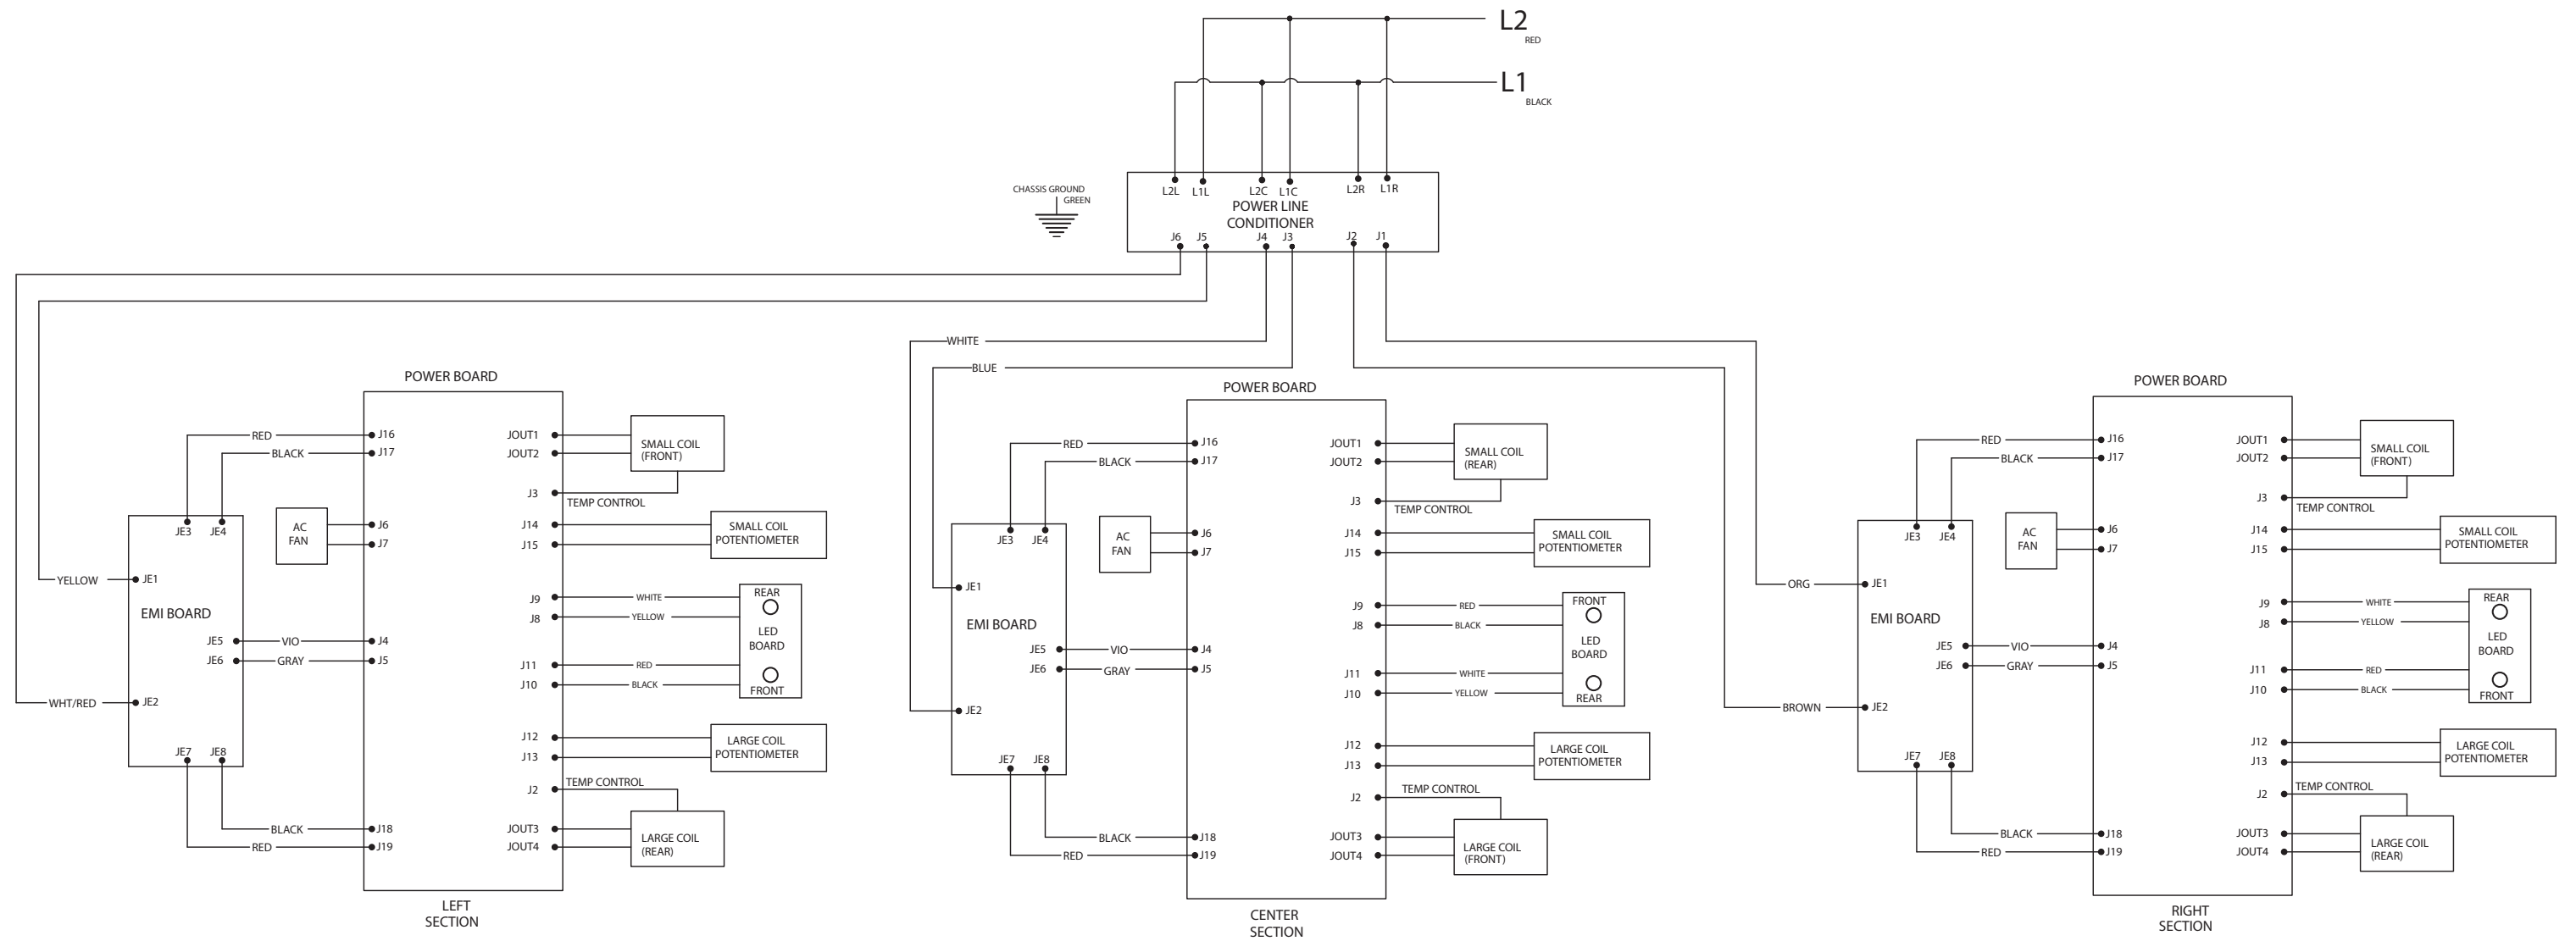 L2
RED
L1
BLACK
CHASSIS GROUND
GREEN
L2L L1L L2C L1C L2R L1R
POWER LINE
CONDITIONER
J6 J5 J4 J3 J2 J1
WHITE
BLUE
POWER BOARD
RED
J16
BLACK
J17
JE3 JE4
AC
FAN
J6
J7
YELLOW
JE1
EMI BOARD
JE5
VIO
J4
JE6
GRAY
J5
WHT/RED
JE2
JE7 JE8
BLACK
J18
RED
J19
JOUT1
JOUT2
SMALL COIL
(FRONT)
J3
TEMP CONTROL
J14
J15
SMALL COIL
POTENTIOMETER
J9
WHITE
J8
YELLOW
REAR
LED
BOARD
FRONT
J11
RED
J10
BLACK
J12
J13
LARGE COIL
POTENTIOMETER
J2
TEMP CONTROL
JOUT3
JOUT4
LARGE COIL
(REAR)
LEFT
SECTION
POWER BOARD
RED
J16
BLACK
J17
JE3 JE4
AC
FAN
J6
J7
JE1
EMI BOARD
JE5
VIO
J4
JE6
GRAY
J5
JE2
JE7 JE8
BLACK
J18
RED
J19
JOUT1
JOUT2
SMALL COIL
(REAR)
J3
TEMP CONTROL
J14
J15
SMALL COIL
POTENTIOMETER
J9
RED
J8
BLACK
FRONT
LED
BOARD
REAR
J11
WHITE
J10
YELLOW
J12
J13
LARGE COIL
POTENTIOMETER
J2
TEMP CONTROL
JOUT3
JOUT4
LARGE COIL
(FRONT)
CENTER
SECTION
POWER BOARD
RED
J16
BLACK
J17
JE3 JE4
AC
FAN
J6
J7
ORG
JE1
EMI BOARD
JE5
VIO
J4
JE6
GRAY
J5
BROWN
JE2
JE7 JE8
BLACK
J18
RED
J19
JOUT1
JOUT2
SMALL COIL
(FRONT)
J3
TEMP CONTROL
J14
J15
SMALL COIL
POTENTIOMETER
J9
WHITE
J8
YELLOW
REAR
LED
BOARD
FRONT
J11
RED
J10
BLACK
J12
J13
LARGE COIL
POTENTIOMETER
J2
TEMP CONTROL
JOUT3
JOUT4
LARGE COIL
(REAR)
RIGHT
SECTION